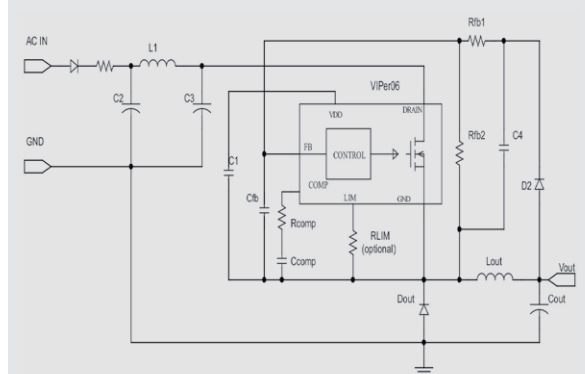 Rfb1
AC IN
L1
VIPer06
C2
C3
VDD
DRAIN
GND
C1
FB
CONTROL
Rfb2
C4
COMP
D2
Cfb
LIM
GND
Rcomp
RLIM
(optional)
Ccomp
Lout
Vout
Dout
Cout